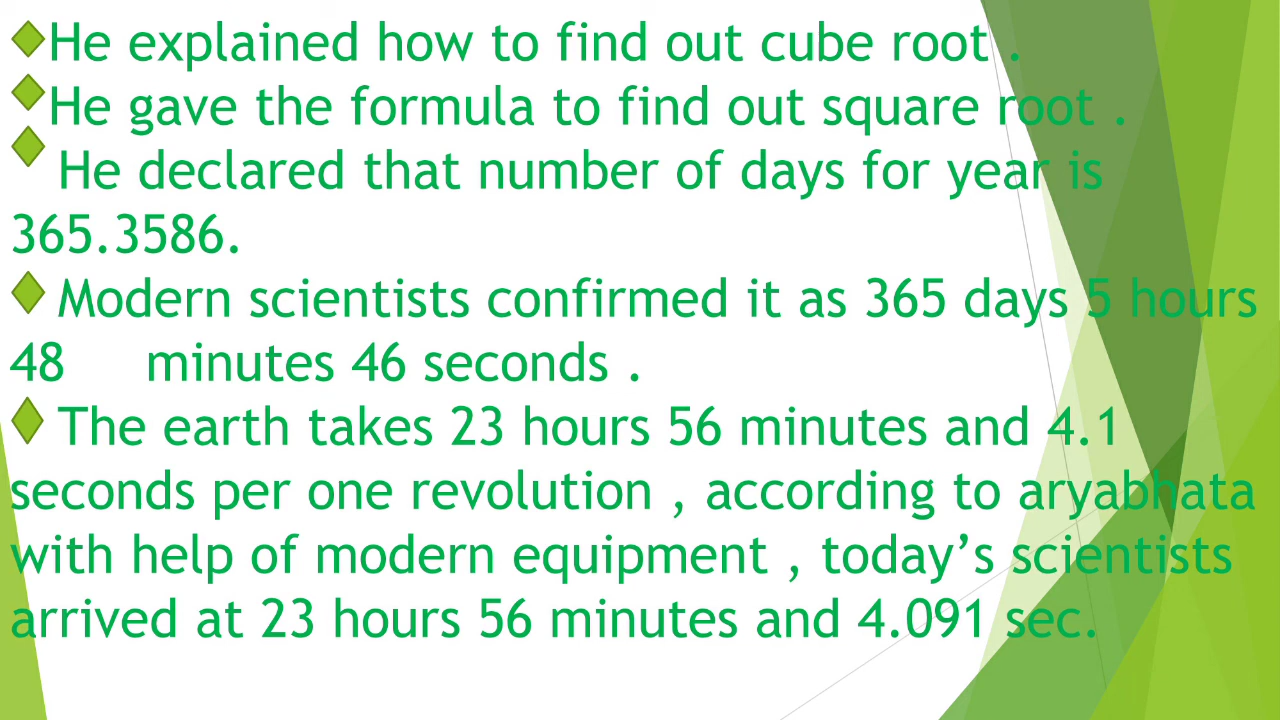 He explained how to find out cube root .
He gave the formula to find out square root .
He declared that number of days for year is
365.3586.
Modern scientists confirmed it as 365 days 5 hours
48 minutes 46 seconds .
The earth takes 23 hours 56 minutes and 4.1
seconds per one revolution , according to aryabhata
with help of modern equipment , today’s scientists
arrived at 23 hours 56 minutes and 4.091 sec.